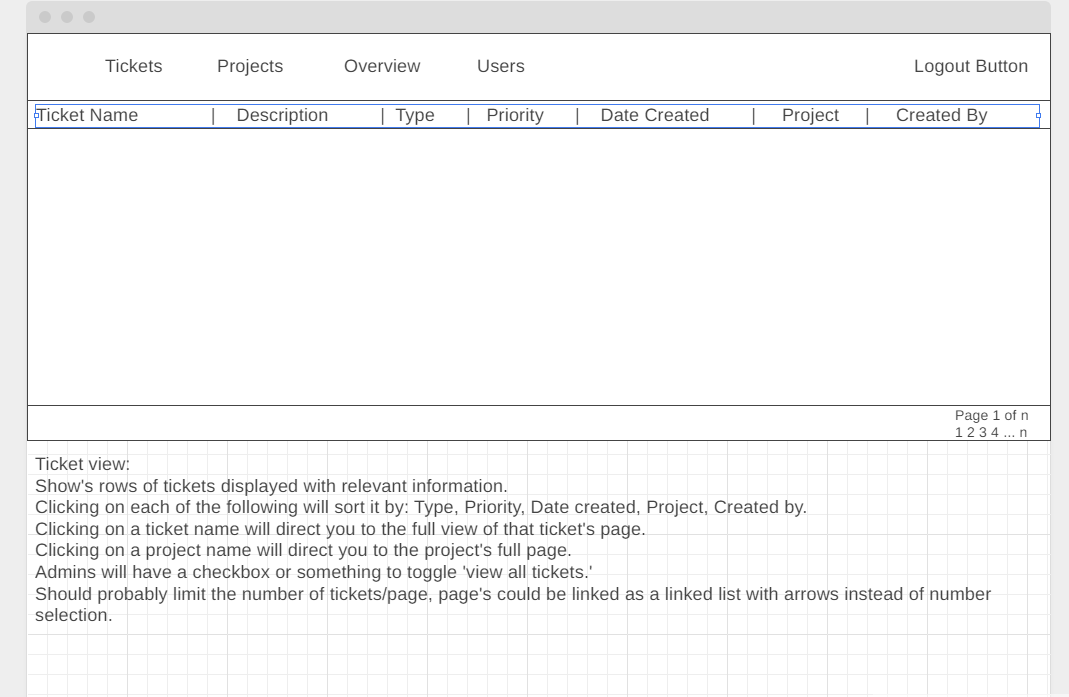 Tickets Projects Overview Users Logout Button
Ticket Name | Description | Type | Priority | Date Created | Project | Created By
Page 1 of n
1 2 3 4 ... n
Ticket view:
Show's rows of tickets displayed with relevant information.
Clicking on each of the following will sort it by: Type, Priority, Date created, Project, Created by.
Clicking on a ticket name will direct you to the full view of that ticket's page.
Clicking on a project name will direct you to the project's full page.
Admins will have a checkbox or something to toggle 'view all tickets.'
Should probably limit the number of tickets/page, page's could be linked as a linked list with arrows instead of number
selection.